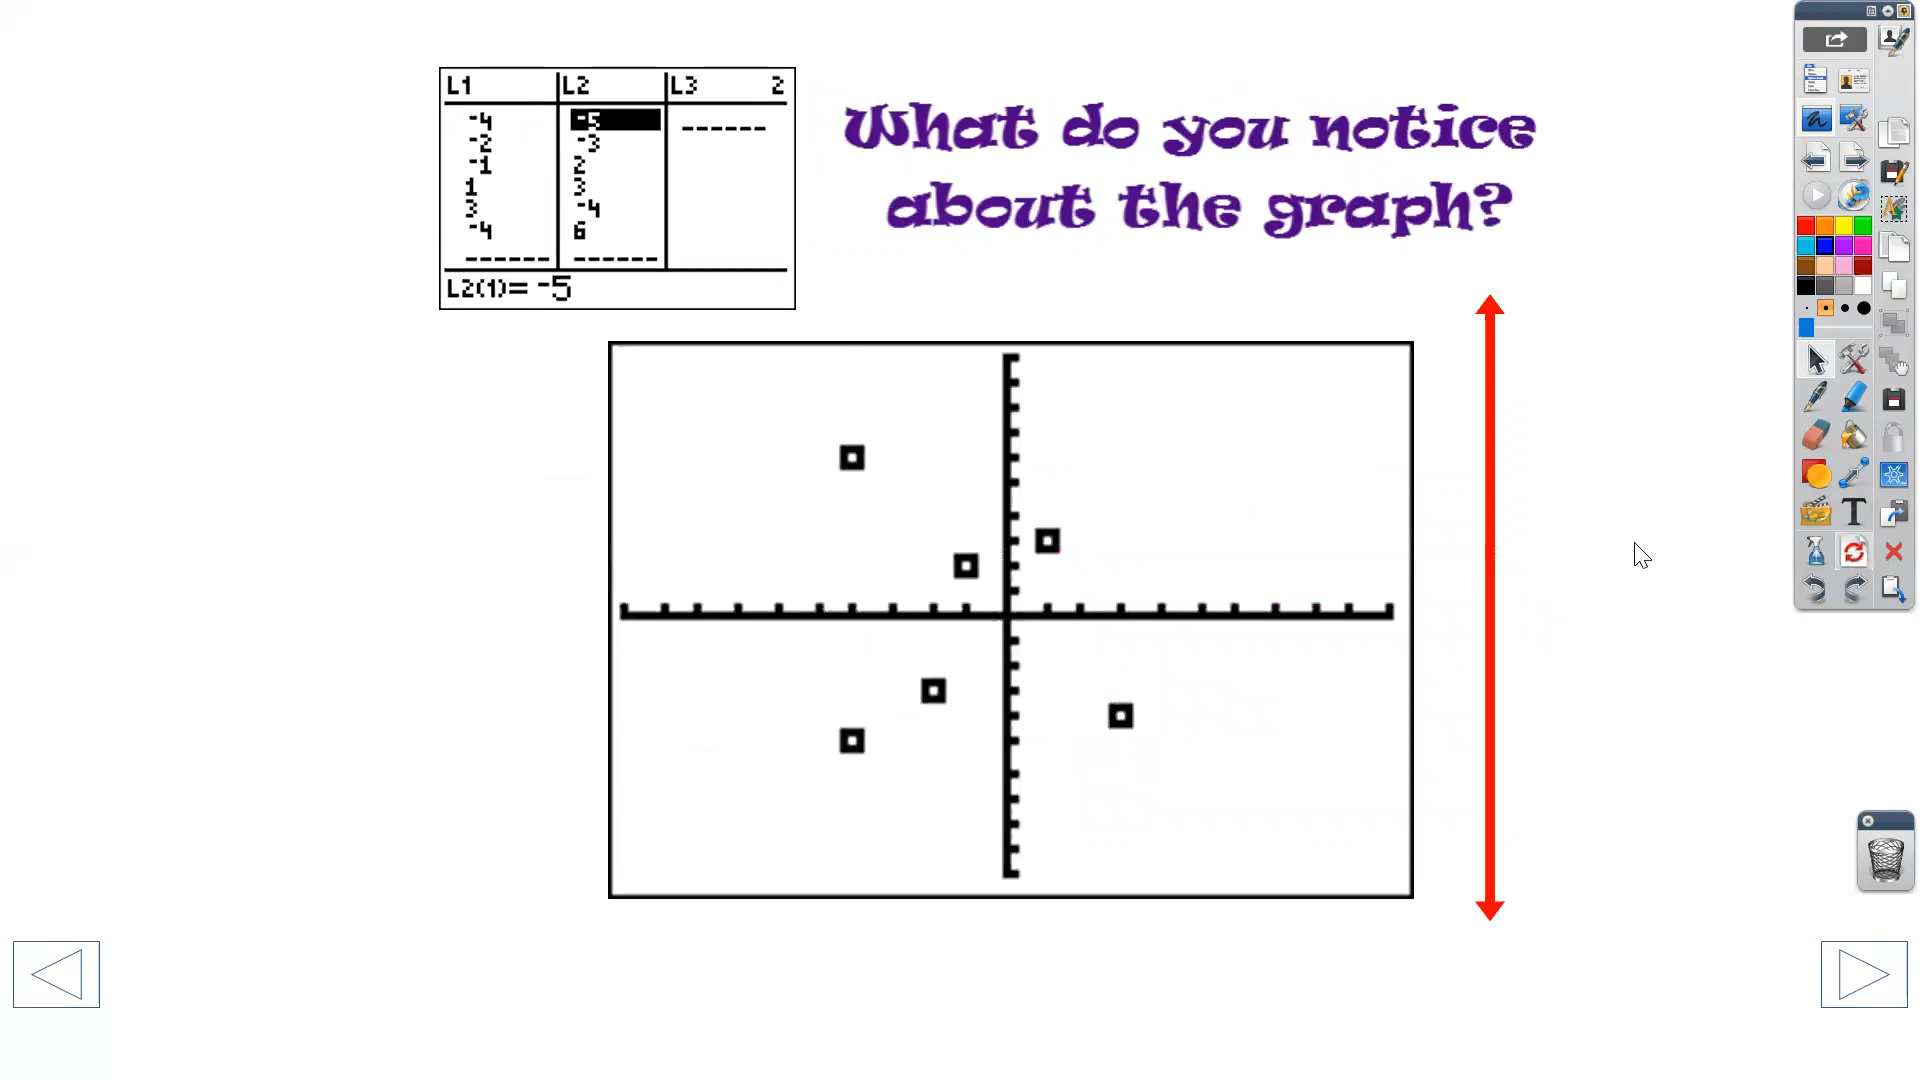 L1 L2 L3 2
-4 -5 ------
-2 -3
-1 2
1 3
3 -4
-4 6
------ ------
L2(1)= -5
What do you notice
about the graph?
T